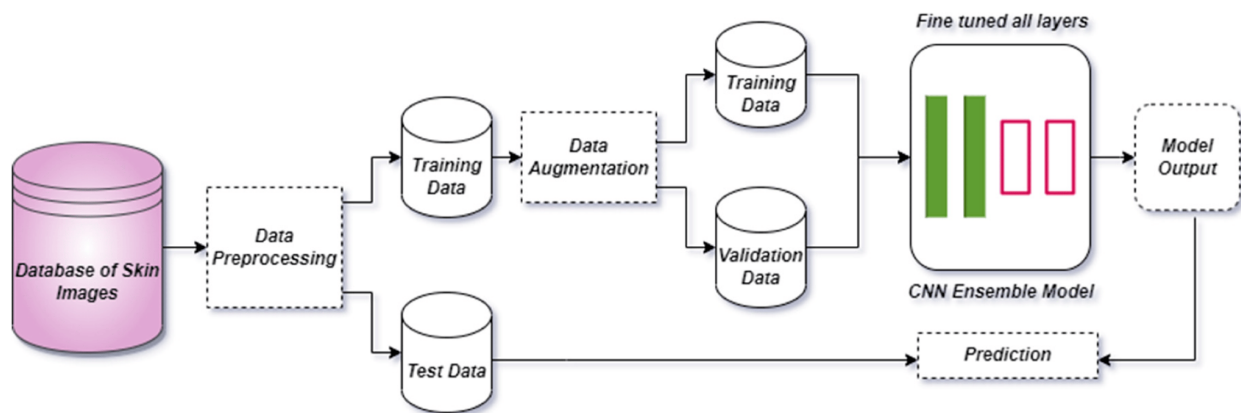 Database of Skin
Images
Data
Preprocessing
Training
Data
Test Data
Data
Augmentation
Training
Data
Validation
Data
Fine tuned all layers
CNN Ensemble Model
Model
Output
Prediction